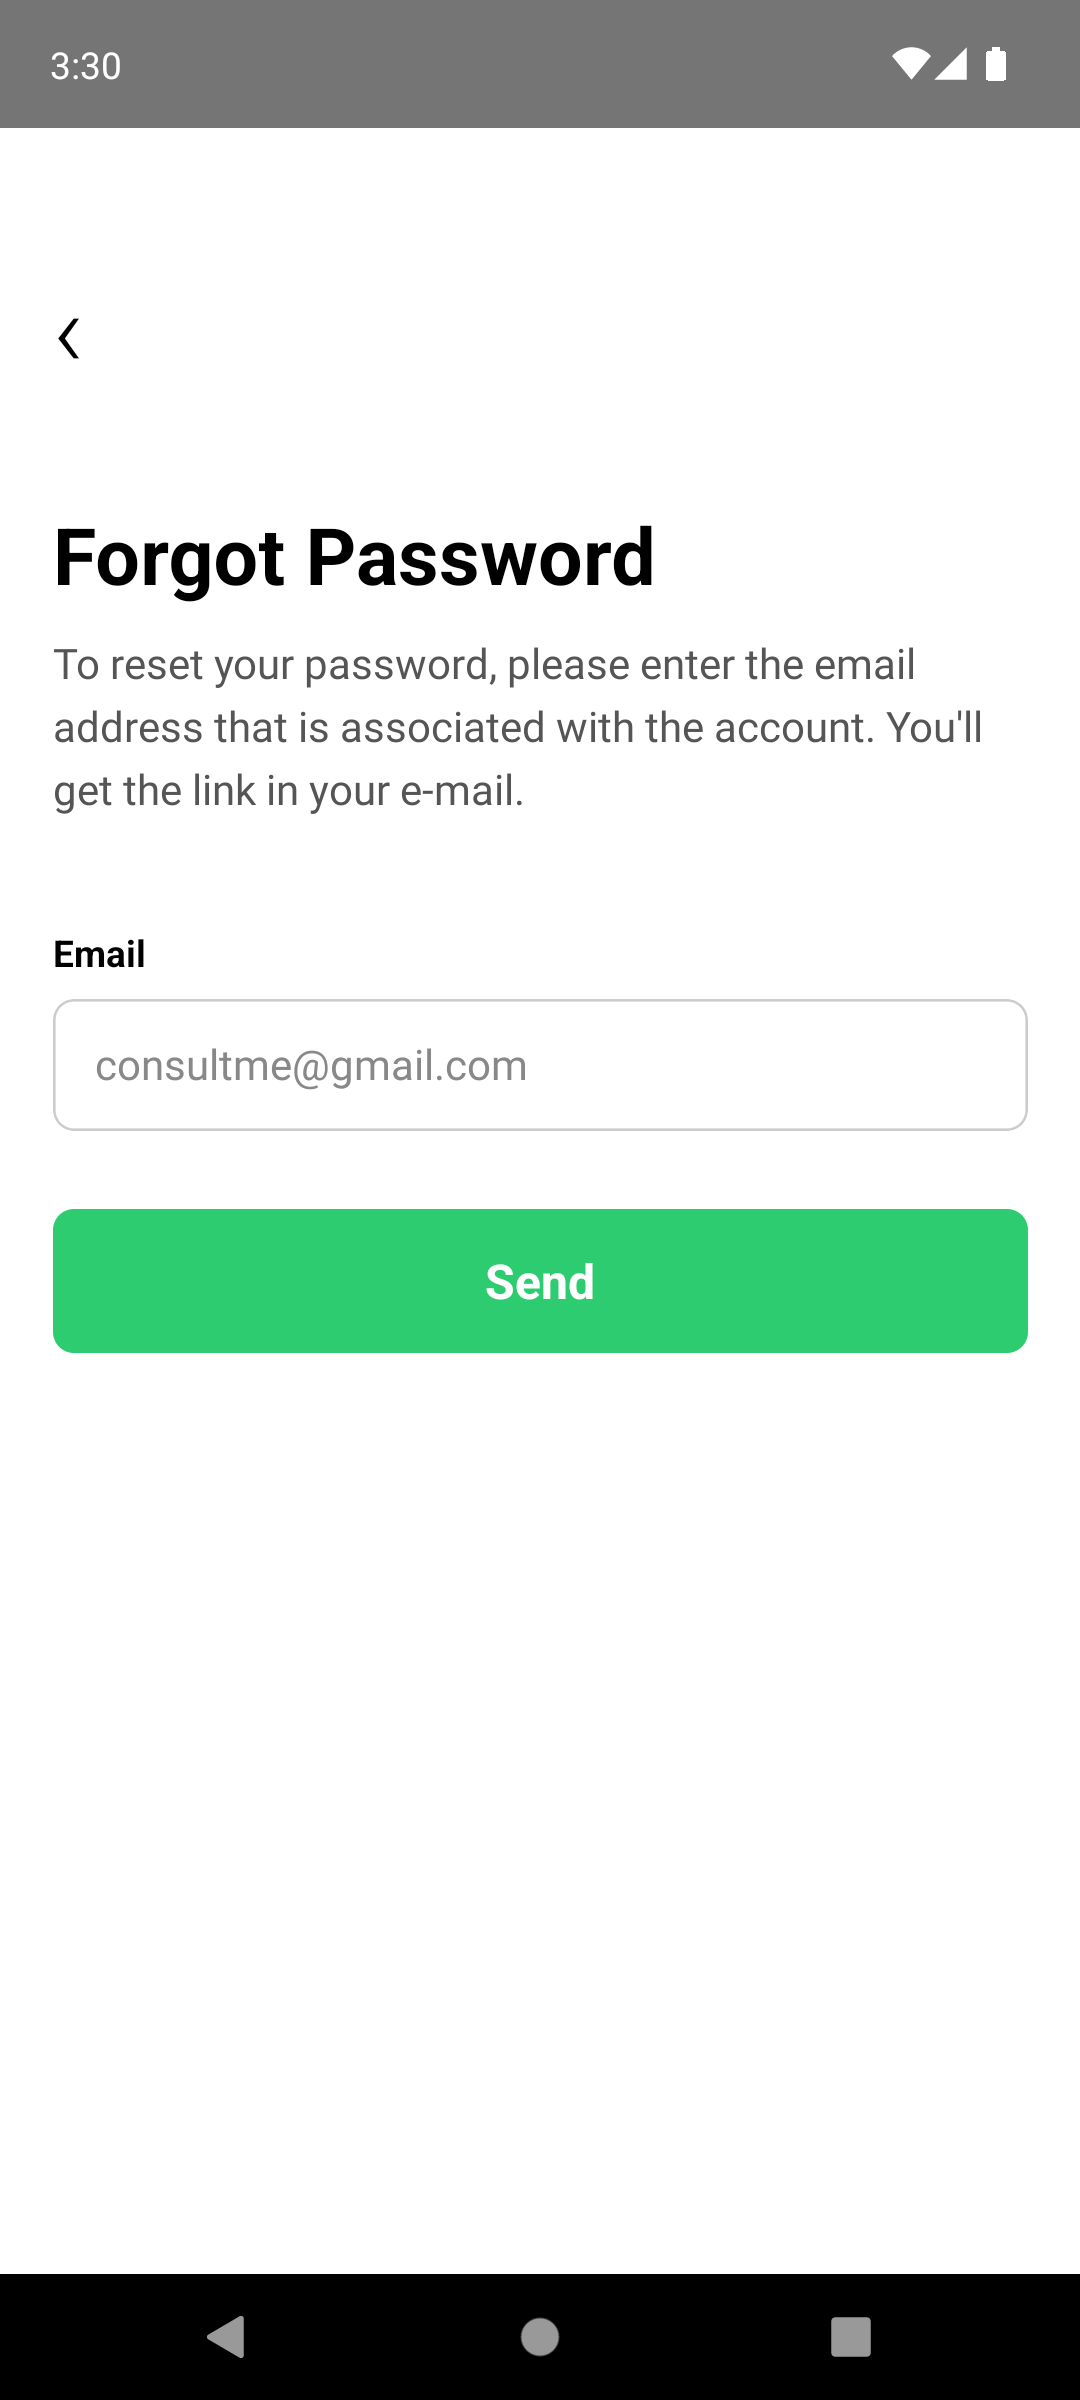 3:30
Forgot Password
To reset your password, please enter the email
address that is associated with the account. You'll
get the link in your e-mail.
Email
consultme@gmail.com
Send